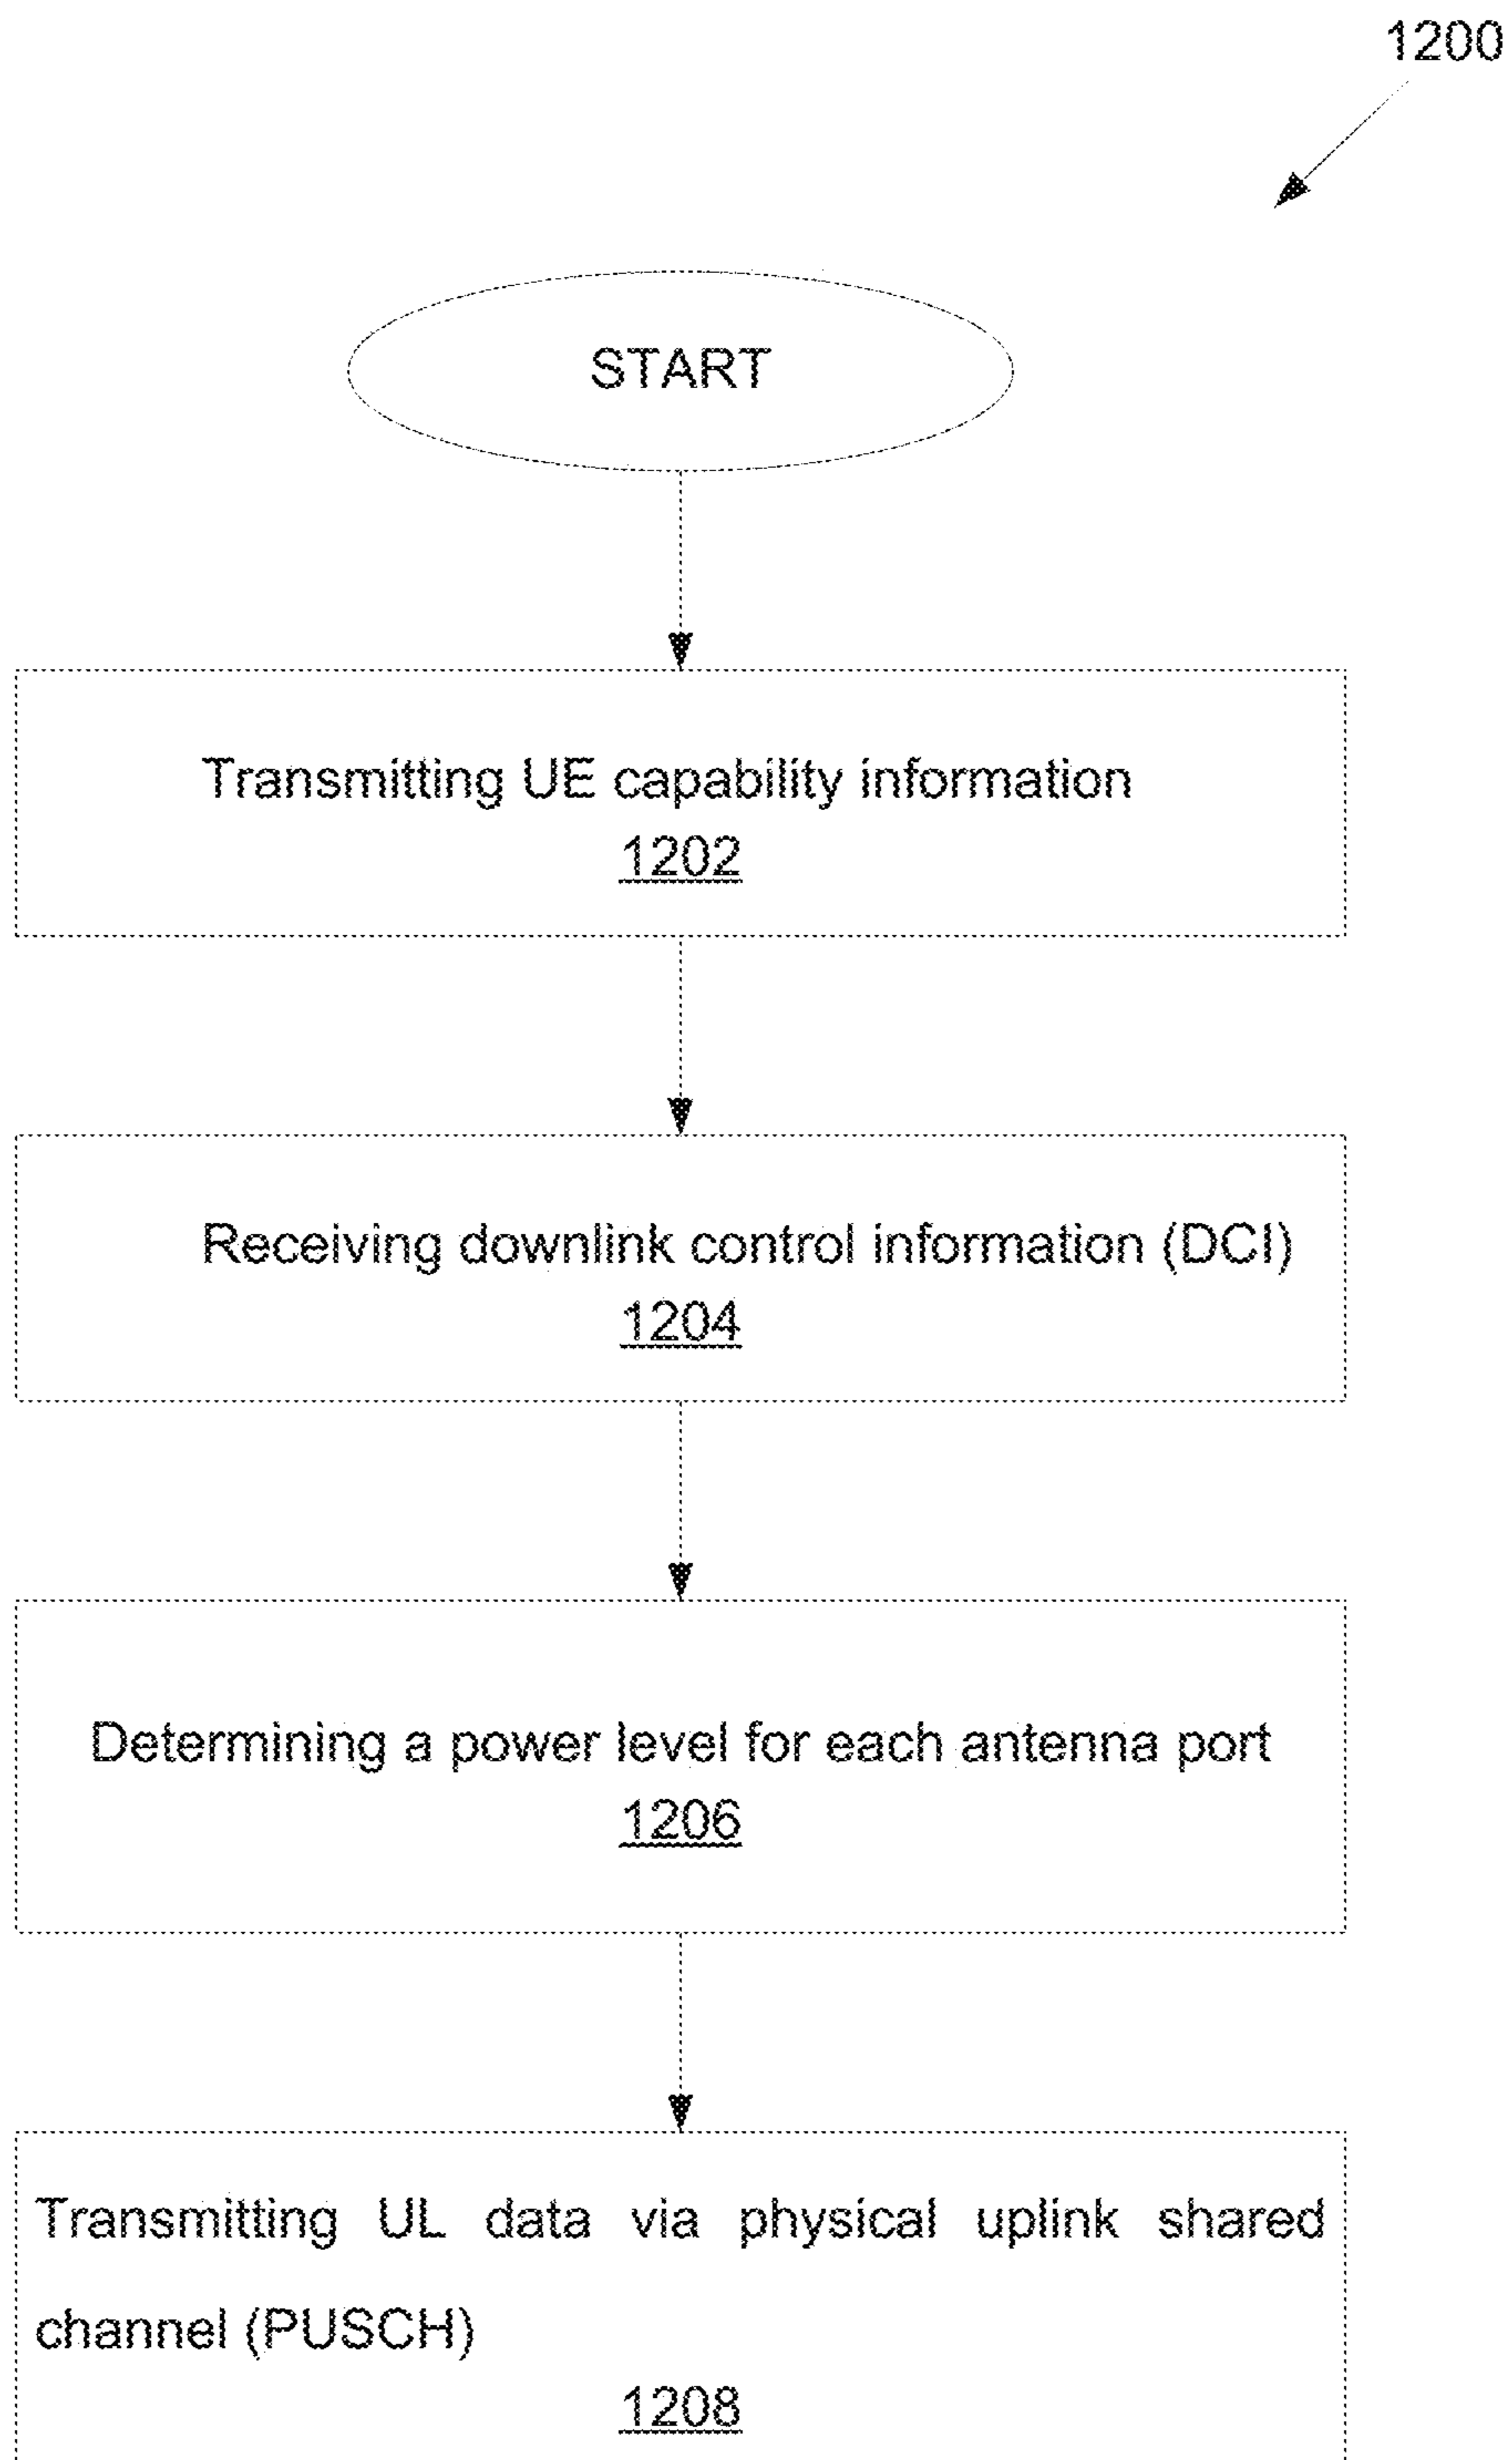 1200
START
Transmitting UE capability information
1202
Receiving downlink control information (DCI)
1204
Determining a power level for each antenna port
1206
Transmitting UL data via physical uplink shared
channel (PUSCH)
1208